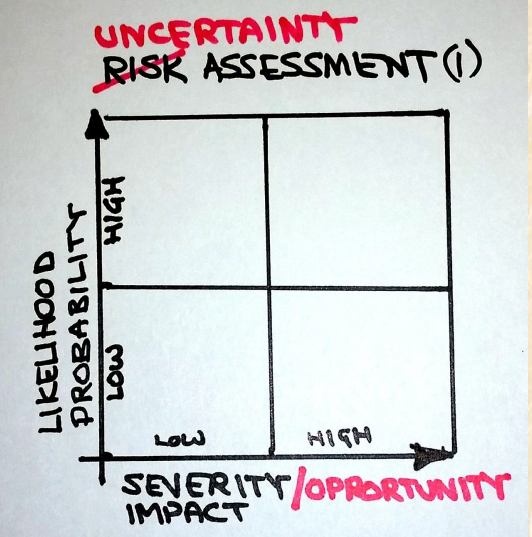 UNCERTAINTY
RISK ASSESSMENT (1)
LIKELIHOOD
PROBABILITY
HIGH
LOW
LOW HIGH
SEVERITY/OPPORTUNITY
IMPACT